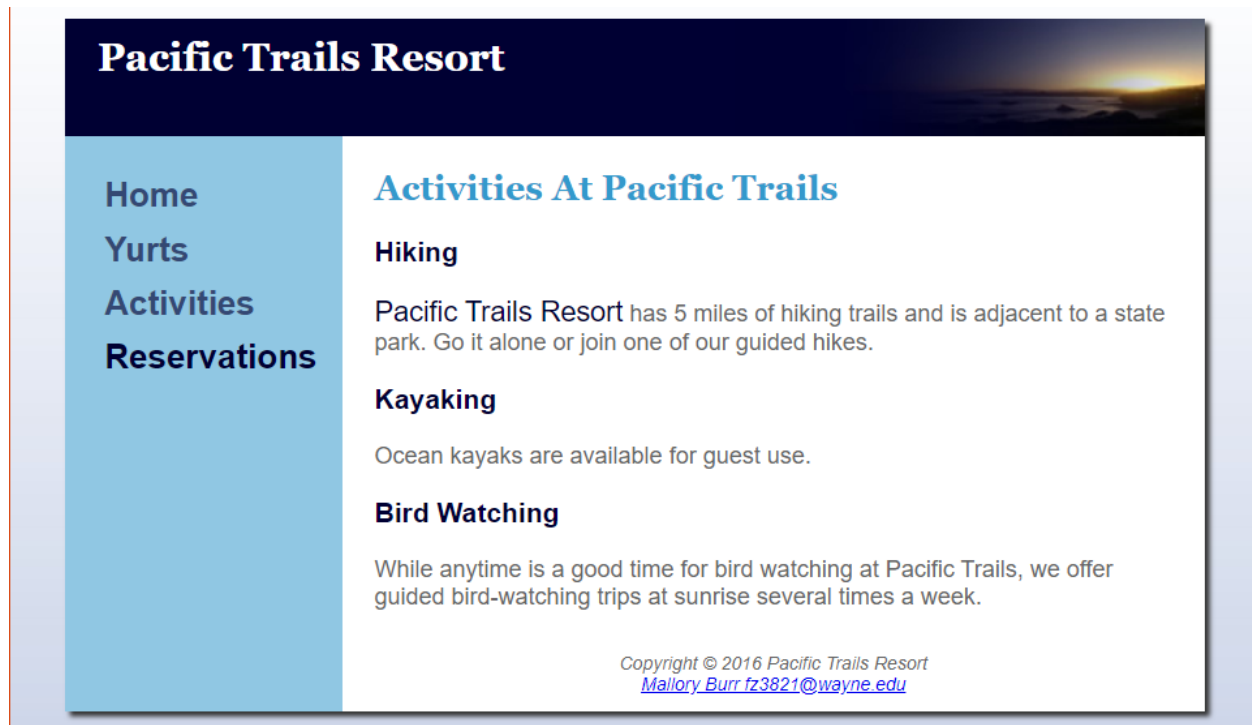 Pacific Trails Resort
Home
Yurts
Activities
Reservations
Activities At Pacific Trails
Hiking
Pacific Trails Resort has 5 miles of hiking trails and is adjacent to a state
park. Go it alone or join one of our guided hikes.
Kayaking
Ocean kayaks are available for guest use.
Bird Watching
While anytime is a good time for bird watching at Pacific Trails, we offer
guided bird-watching trips at sunrise several times a week.
Copyright © 2016 Pacific Trails Resort
Mallory Burr fz3821@wayne.edu